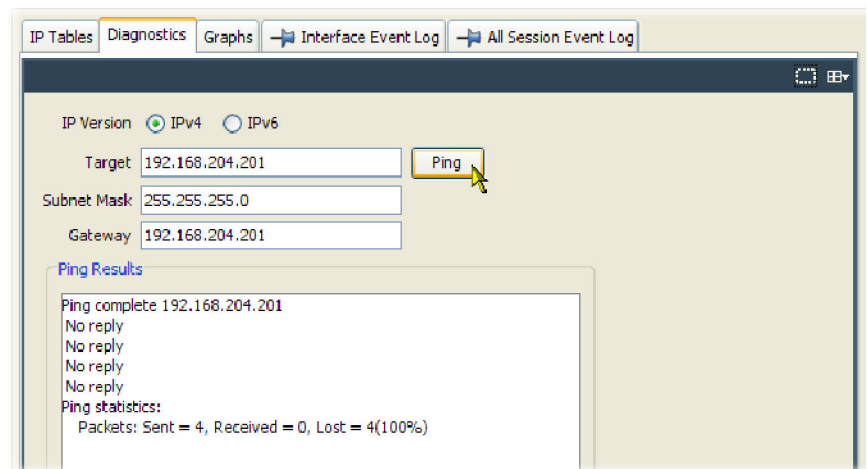 IP Tables Diagnostics Graphs Interface Event Log All Session Event Log
IP Version IPv4 IPv6
Target 192.168.204.201 Ping
Subnet Mask 255.255.255.0
Gateway 192.168.204.201
Ping Results
Ping complete 192.168.204.201
No reply
No reply
No reply
No reply
Ping statistics:
Packets: Sent = 4, Received = 0, Lost = 4(100%)